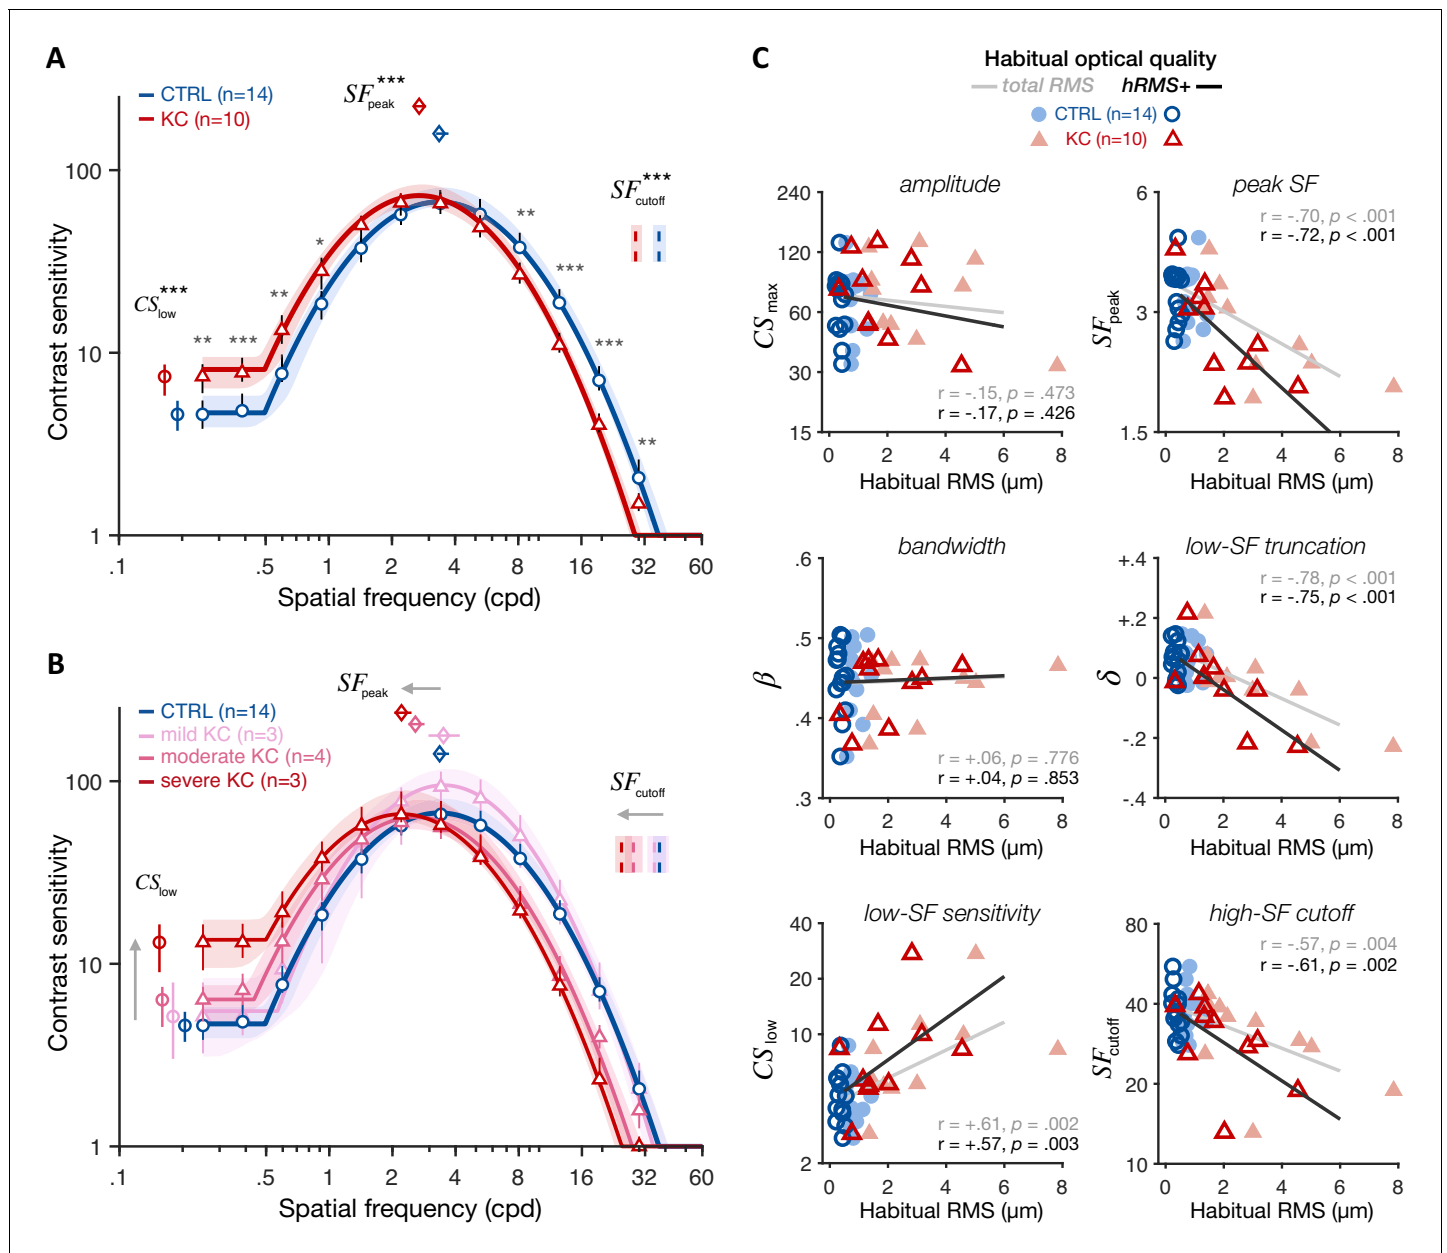 A
CTRL (n=14)
KC (n=10)
SFpeak***
SFcutoff***
CSlow***
**
***
**
*
**
***
***
**
Contrast sensitivity
100
10
1
.1
.5
1
2
4
8
16
32
60
Spatial frequency (cpd)
B
CTRL (n=14)
mild KC (n=3)
moderate KC (n=4)
severe KC (n=3)
SFpeak
SFcutoff
CSlow
Contrast sensitivity
100
10
1
.1
.5
1
2
4
8
16
32
60
Spatial frequency (cpd)
C
Habitual optical quality
total RMS hRMS+
CTRL (n=14)
KC (n=10)
amplitude
CSmax
240
120
60
30
15
r = -.15, p = .473
r = -.17, p = .426
0 2 4 6 8
Habitual RMS (µm)
peak SF
SFpeak
6
3
1.5
r = -.70, p < .001
r = -.72, p < .001
0 2 4 6 8
Habitual RMS (µm)
bandwidth
β
.6
.5
.4
.3
r = +.06, p = .776
r = +.04, p = .853
0 2 4 6 8
Habitual RMS (µm)
low-SF truncation
δ
+.4
+.2
0
-.2
-.4
r = -.78, p < .001
r = -.75, p < .001
0 2 4 6 8
Habitual RMS (µm)
low-SF sensitivity
CSlow
40
20
10
2
r = +.61, p = .002
r = +.57, p = .003
0 2 4 6 8
Habitual RMS (µm)
high-SF cutoff
SFcutoff
80
40
20
10
r = -.57, p = .004
r = -.61, p = .002
0 2 4 6 8
Habitual RMS (µm)